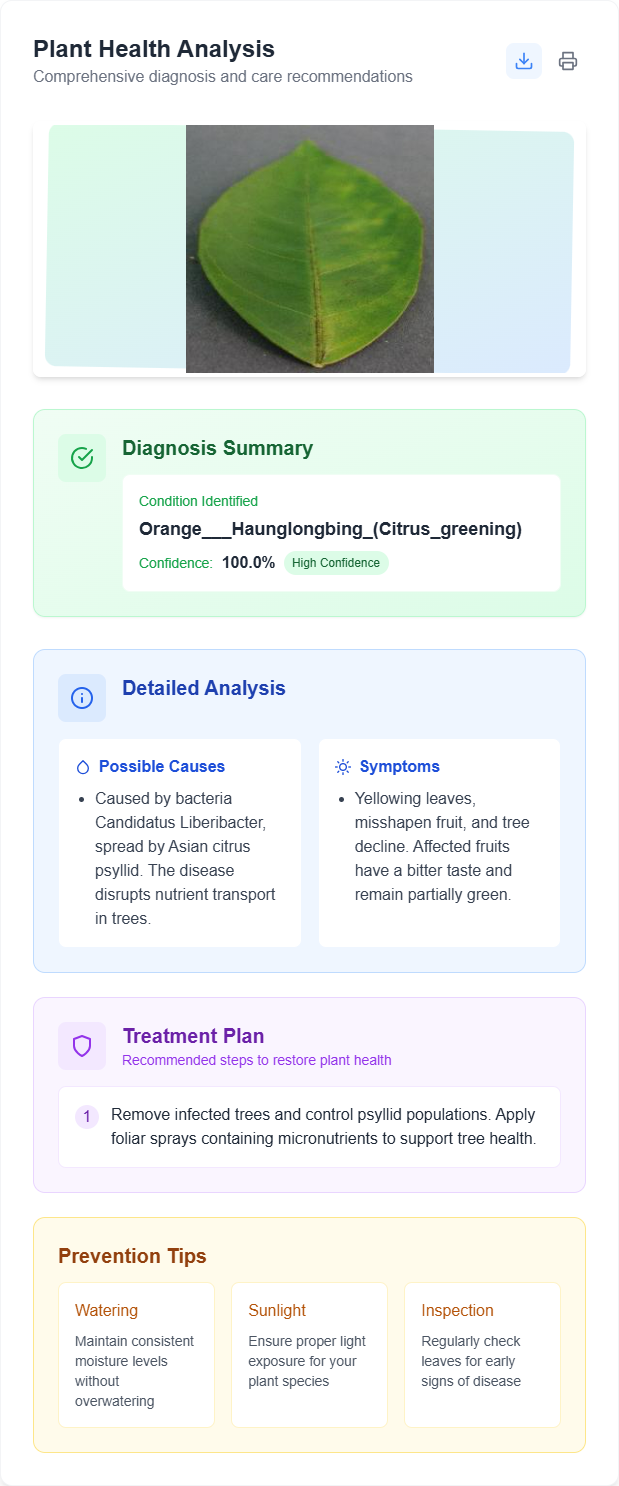 Plant Health Analysis
Comprehensive diagnosis and care recommendations
Diagnosis Summary
Condition Identified
Orange___Haunglongbing_(Citrus_greening)
Confidence: 100.0% High Confidence
Detailed Analysis
Possible Causes
Caused by bacteria
Candidatus Liberibacter,
spread by Asian citrus
psyllid. The disease
disrupts nutrient transport
in trees.
Symptoms
Yellowing leaves,
misshapen fruit, and tree
decline. Affected fruits
have a bitter taste and
remain partially green.
Treatment Plan
Recommended steps to restore plant health
1 Remove infected trees and control psyllid populations. Apply
foliar sprays containing micronutrients to support tree health.
Prevention Tips
Watering
Maintain consistent
moisture levels
without
overwatering
Sunlight
Ensure proper light
exposure for your
plant species
Inspection
Regularly check
leaves for early
signs of disease